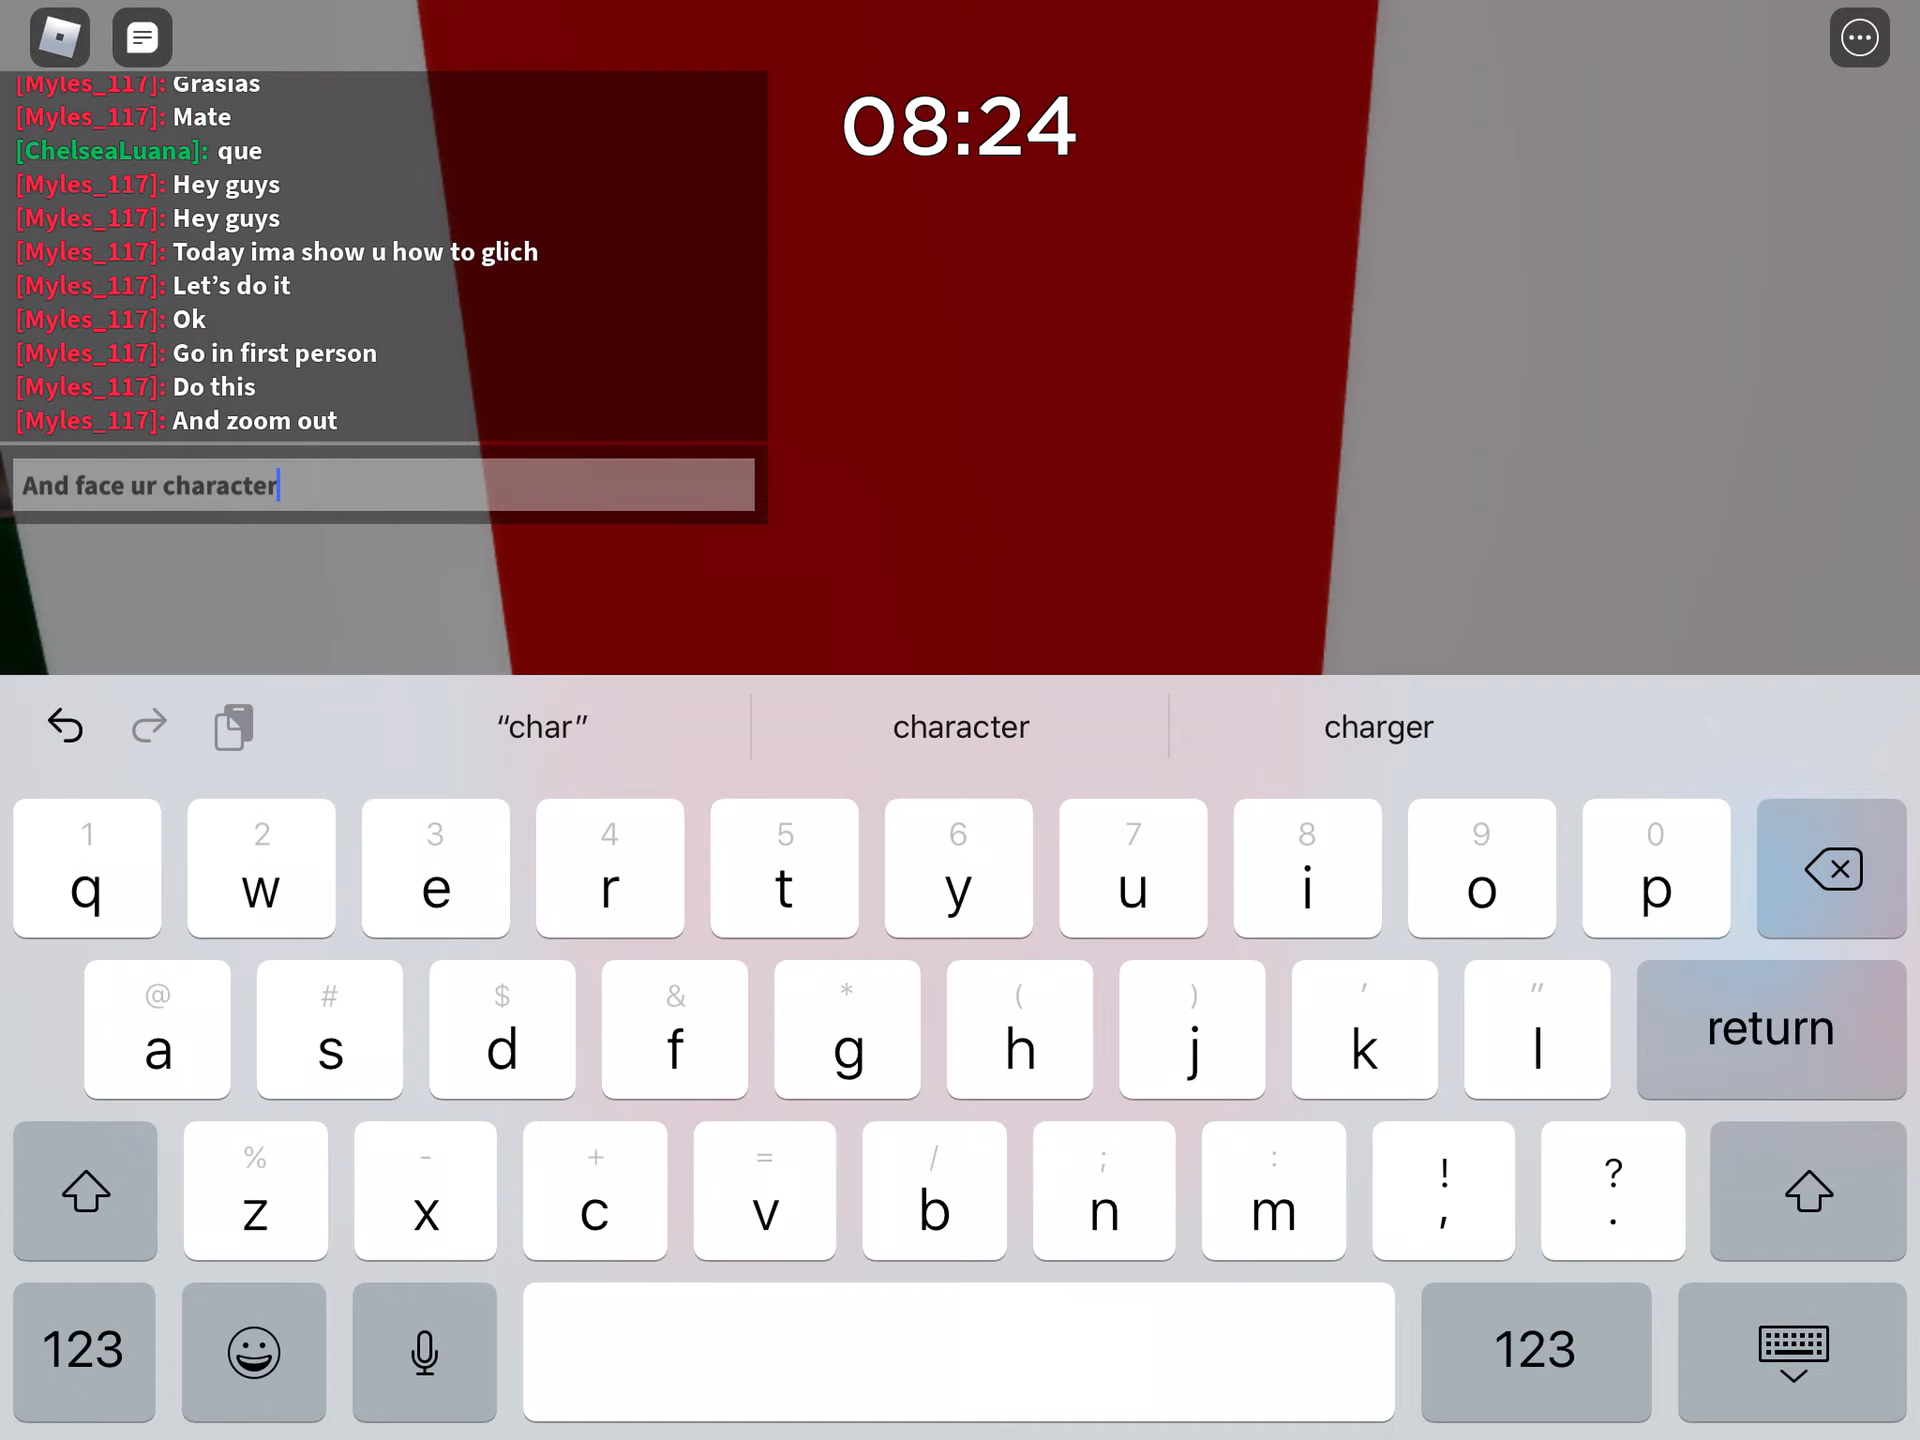 [Myles_117]: Grasias
08:24
[Myles_117]: Mate
[ChelseaLuana]: que
[Myles_117]: Hey guys
[Myles_117]: Hey guys
[Myles_117]: Today ima show u how to glich
[Myles_117]: Let’s do it
[Myles_117]: Ok
[Myles_117]: Go in first person
[Myles_117]: Do this
[Myles_117]: And zoom out
And face ur character
“char” character charger
1 2 3 4 5 6 7 8 9 0
q w e r t y u i o p
@ # $ & * ( ) ' "
a s d f g h j k l return
% - + = / ; : ! ?
z x c v b n m , .
123 123